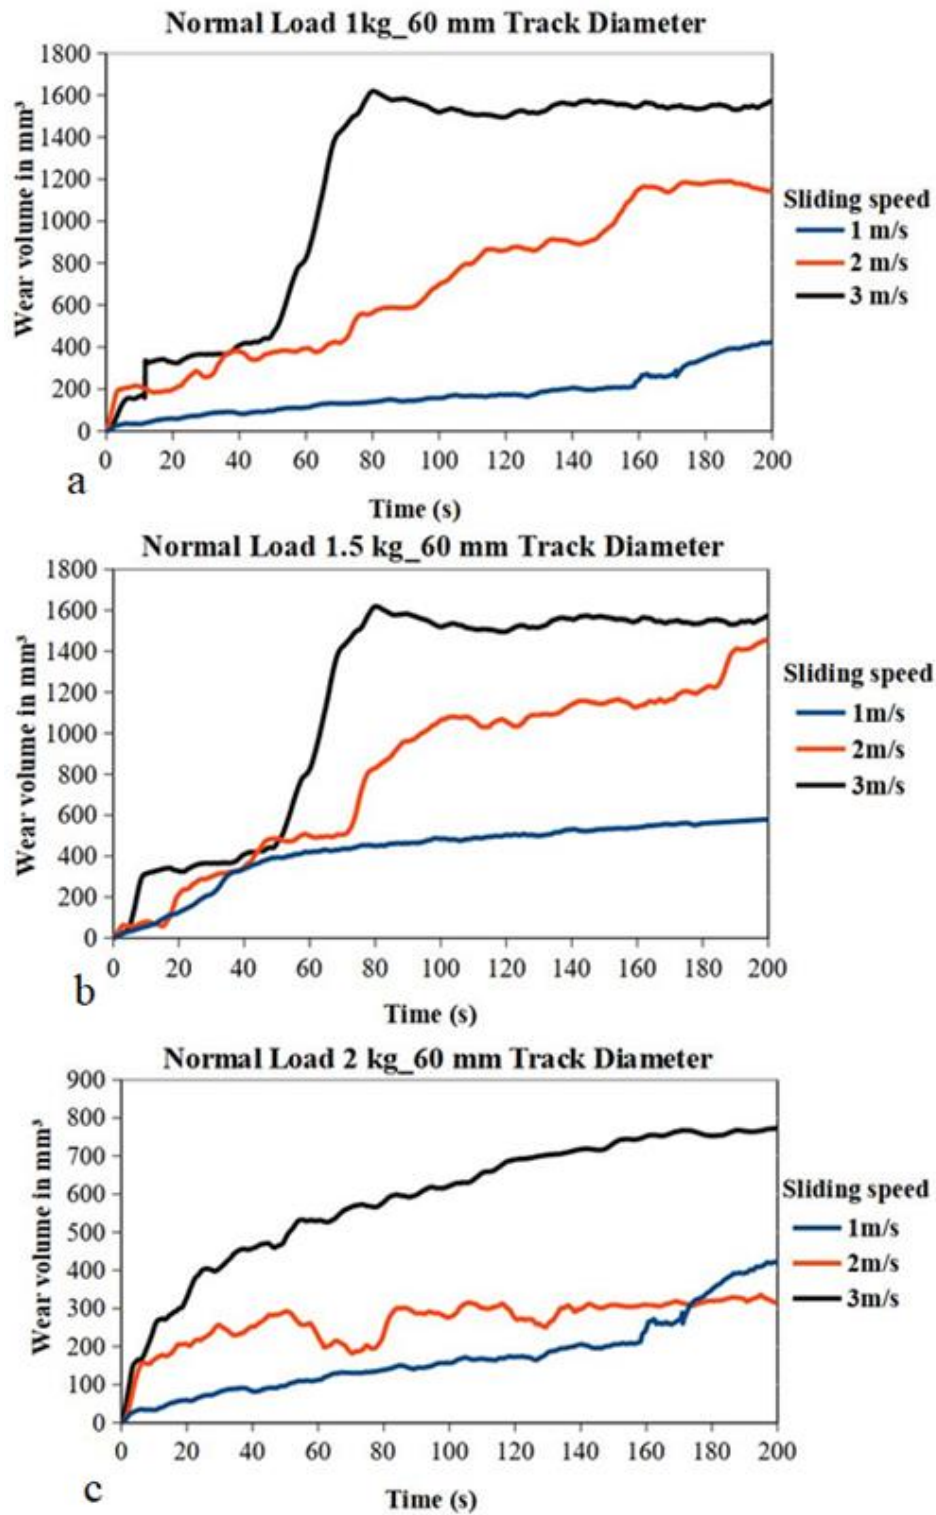 Normal Load 1kg_60 mm Track Diameter
Wear volume in mm³
1800
1600
1400
1200
1000
800
600
400
200
0
0 20 40 60 80 100 120 140 160 180 200
Time (s)
Sliding speed
1 m/s
2 m/s
3 m/s
a
Normal Load 1.5 kg_60 mm Track Diameter
Wear volume in mm³
1800
1600
1400
1200
1000
800
600
400
200
0
0 20 40 60 80 100 120 140 160 180 200
Time (s)
Sliding speed
1m/s
2m/s
3m/s
b
Normal Load 2 kg_60 mm Track Diameter
Wear volume in mm³
900
800
700
600
500
400
300
200
100
0
0 20 40 60 80 100 120 140 160 180 200
Time (s)
Sliding speed
1m/s
2m/s
3m/s
c